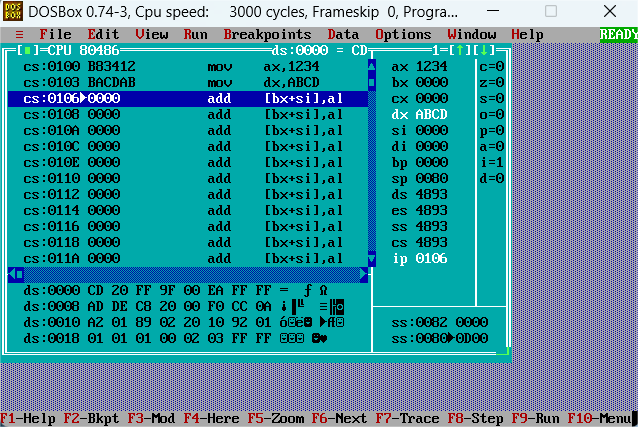 DOSBox 0.74-3, Cpu speed: 3000 cycles, Frameskip 0, Progra...
≡ File Edit View Run Breakpoints Data Options Window Help READY
[■]=CPU 80486 ds:0000 = CD 1=[↑][↓]
cs:0100 B83412 mov ax,1234 ax 1234 c=0
cs:0103 BACDAB mov dx,ABCD bx 0000 z=0
cs:0106►0000 add [bx+si],al cx 0000 s=0
cs:0108 0000 add [bx+si],al dx ABCD o=0
cs:010A 0000 add [bx+si],al si 0000 p=0
cs:010C 0000 add [bx+si],al di 0000 a=0
cs:010E 0000 add [bx+si],al bp 0000 i=1
cs:0110 0000 add [bx+si],al sp 0080 d=0
cs:0112 0000 add [bx+si],al ds 4893
cs:0114 0000 add [bx+si],al es 4893
cs:0116 0000 add [bx+si],al ss 4893
cs:0118 0000 add [bx+si],al cs 4893
cs:011A 0000 add [bx+si],al ip 0106
ds:0000 CD 20 FF 9F 00 EA FF FF = ƒ Ω
ds:0008 AD DE C8 20 00 F0 CC 0A ¡▐╚ ≡╠◙
ds:0010 A2 01 89 02 20 10 92 01 ó☺ë☻ ►Æ☺ ss:0082 0000
ds:0018 01 01 01 00 02 03 FF FF ☺☺☺ ☻♥ ss:0080►0D00
F1-Help F2-Bkpt F3-Mod F4-Here F5-Zoom F6-Next F7-Trace F8-Step F9-Run F10-Menu